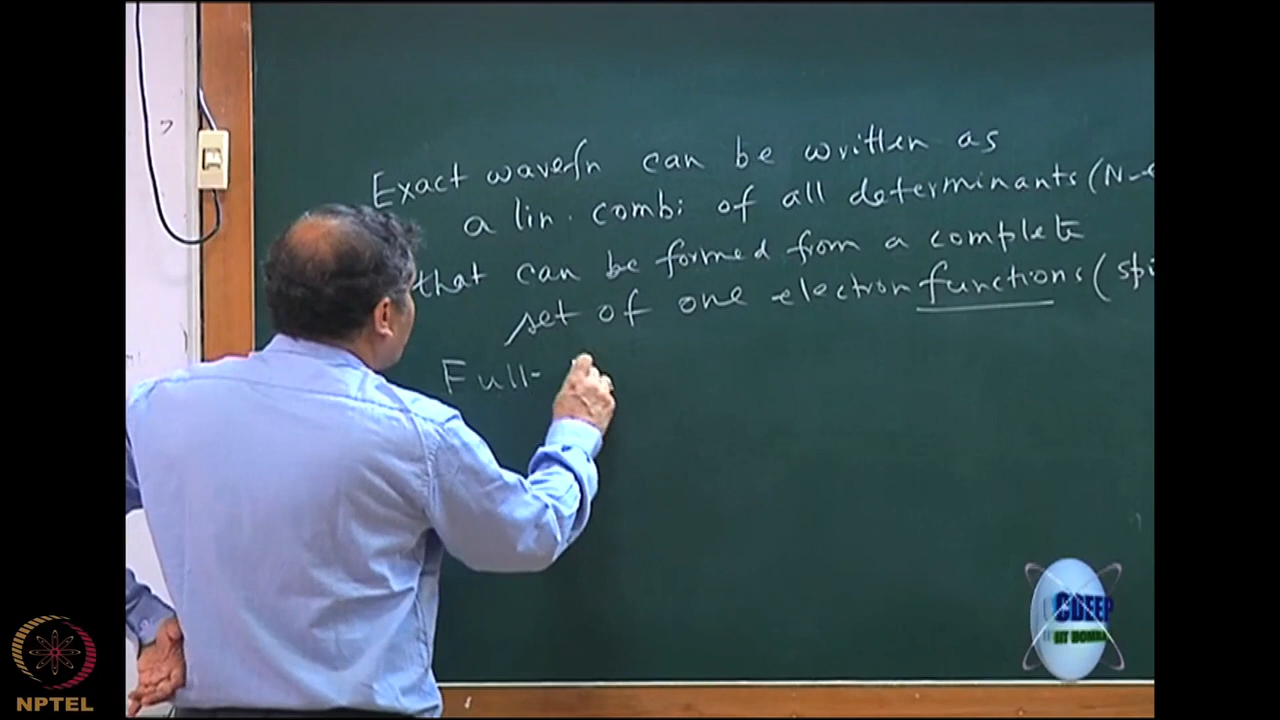 Exact wavefn can be written as
a lin. combi of all determinants (N-e
that can be formed from a complete
set of one electron functions (spi
Full-
CDEEP
IIT BOMBAY
NPTEL